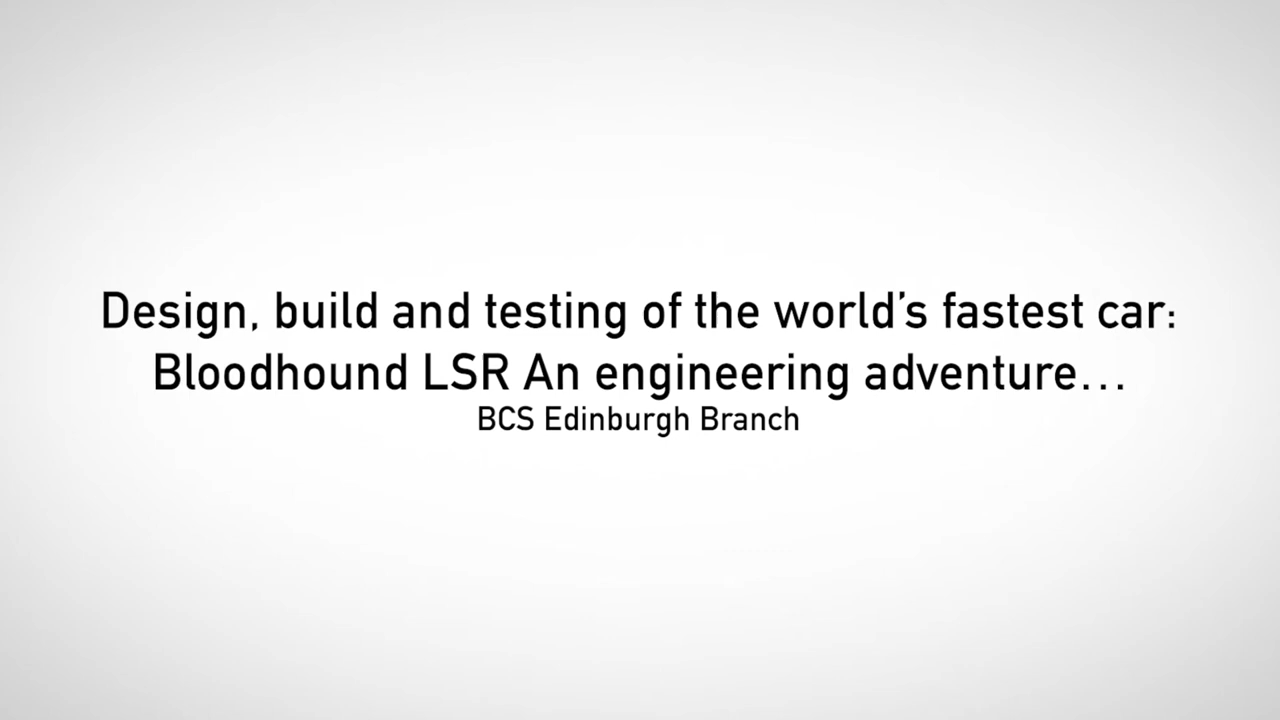 Design, build and testing of the world’s fastest car:
Bloodhound LSR An engineering adventure...
BCS Edinburgh Branch